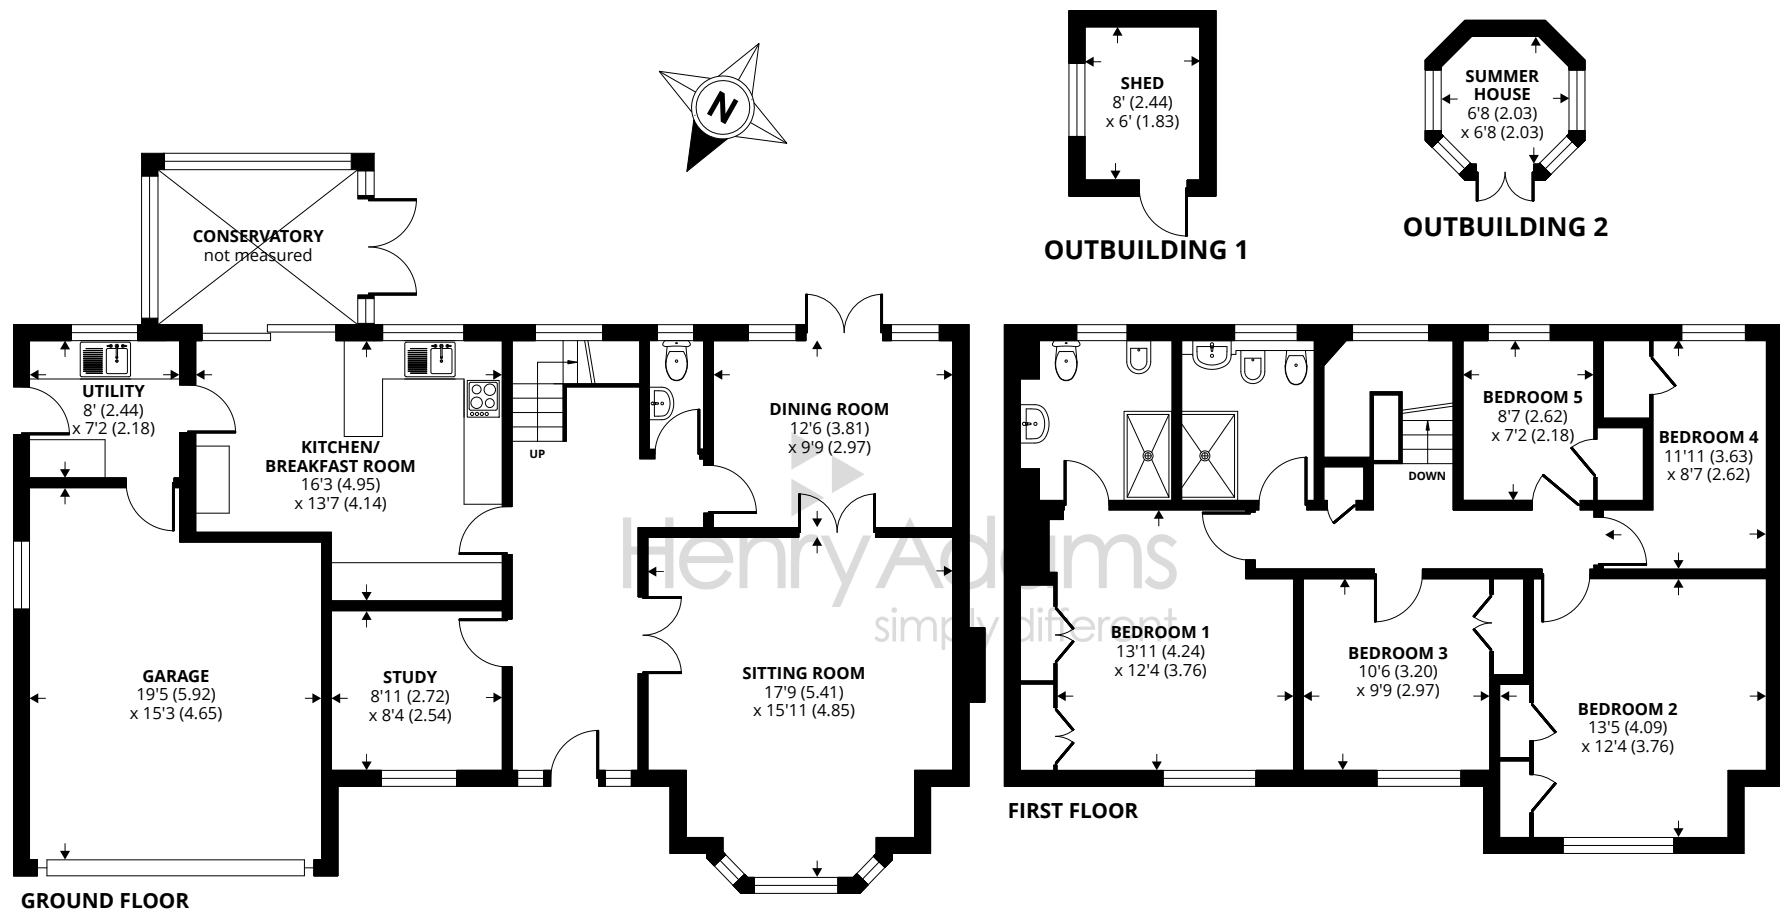 N
SHED
8' (2.44)
x 6' (1.83)
OUTBUILDING 1
SUMMER
HOUSE
6'8 (2.03)
x 6'8 (2.03)
OUTBUILDING 2
CONSERVATORY
not measured
UTILITY
8' (2.44)
x 7'2 (2.18)
KITCHEN/
BREAKFAST ROOM
16'3 (4.95)
x 13'7 (4.14)
UP
DINING ROOM
12'6 (3.81)
x 9'9 (2.97)
GARAGE
19'5 (5.92)
x 15'3 (4.65)
STUDY
8'11 (2.72)
x 8'4 (2.54)
SITTING ROOM
17'9 (5.41)
x 15'11 (4.85)
GROUND FLOOR
Henry Adams
simply different
BEDROOM 5
8'7 (2.62)
x 7'2 (2.18)
BEDROOM 4
11'11 (3.63)
x 8'7 (2.62)
DOWN
BEDROOM 1
13'11 (4.24)
x 12'4 (3.76)
BEDROOM 3
10'6 (3.20)
x 9'9 (2.97)
BEDROOM 2
13'5 (4.09)
x 12'4 (3.76)
FIRST FLOOR